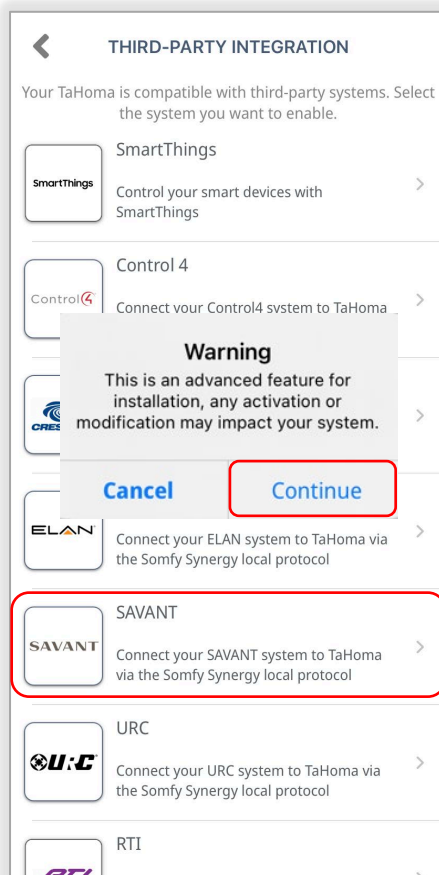 THIRD-PARTY INTEGRATION
Your TaHoma is compatible with third-party systems. Select
the system you want to enable.
SmartThings
SmartThings
Control your smart devices with
SmartThings
Control 4
Control4
Connect your Control4 system to TaHoma
Warning
This is an advanced feature for
installation, any activation or
modification may impact your system.
Cancel
Continue
ELAN
Connect your ELAN system to TaHoma via
the Somfy Synergy local protocol
SAVANT
SAVANT
Connect your SAVANT system to TaHoma
via the Somfy Synergy local protocol
URC
URC
Connect your URC system to TaHoma via
the Somfy Synergy local protocol
RTI